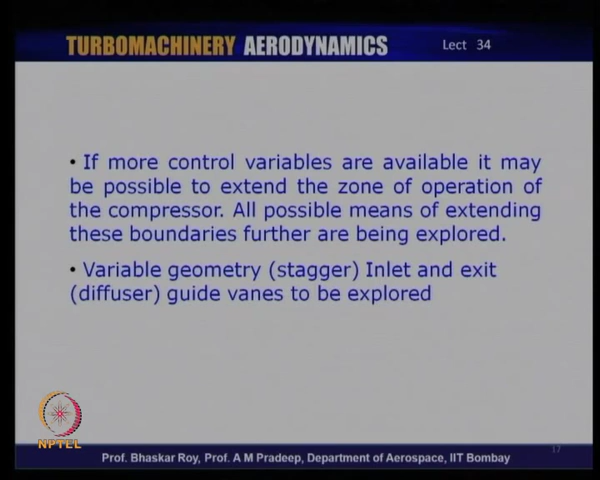 TURBOMACHINERY AERODYNAMICS Lect 34
• If more control variables are available it may
be possible to extend the zone of operation of
the compressor. All possible means of extending
these boundaries further are being explored.
• Variable geometry (stagger) Inlet and exit
(diffuser) guide vanes to be explored
NPTEL
17
Prof. Bhaskar Roy, Prof. A M Pradeep, Department of Aerospace, IIT Bombay